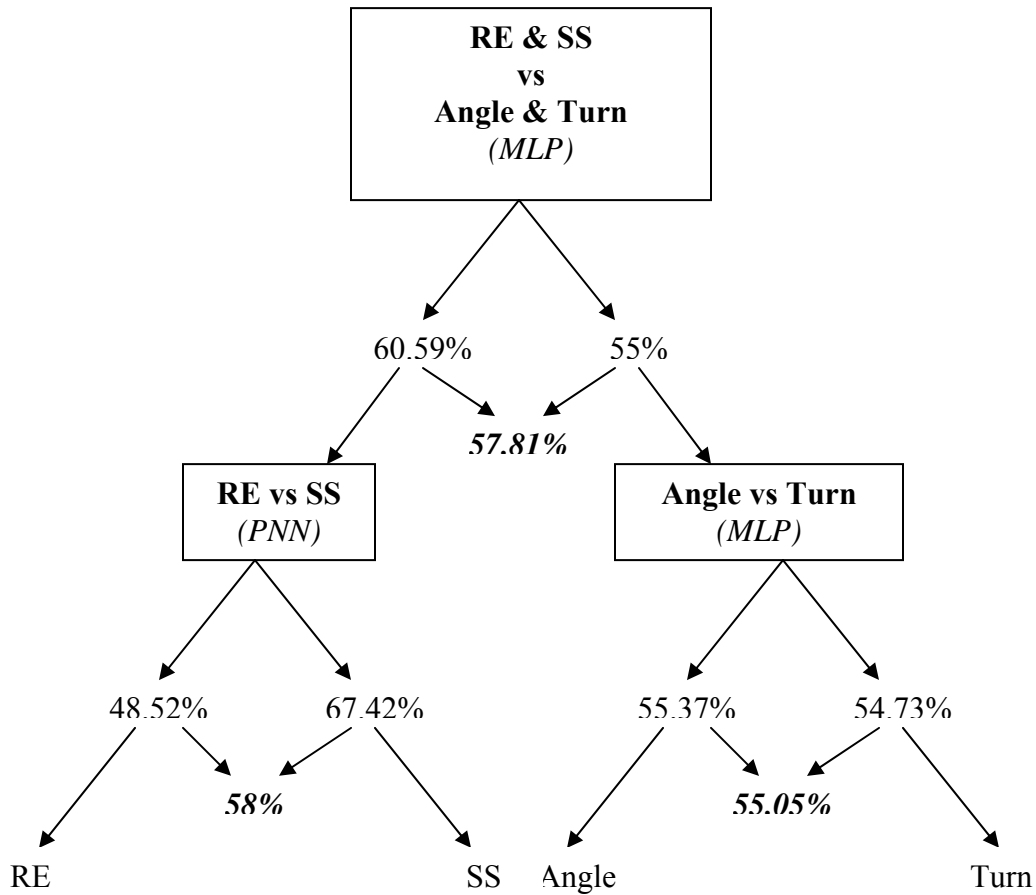 RE & SS
vs
Angle & Turn
(MLP)
60.59% 55%
57.81%
RE vs SS
(PNN)
Angle vs Turn
(MLP)
48.52% 67.42% 55.37% 54.73%
58% 55.05%
RE SS Angle Turn